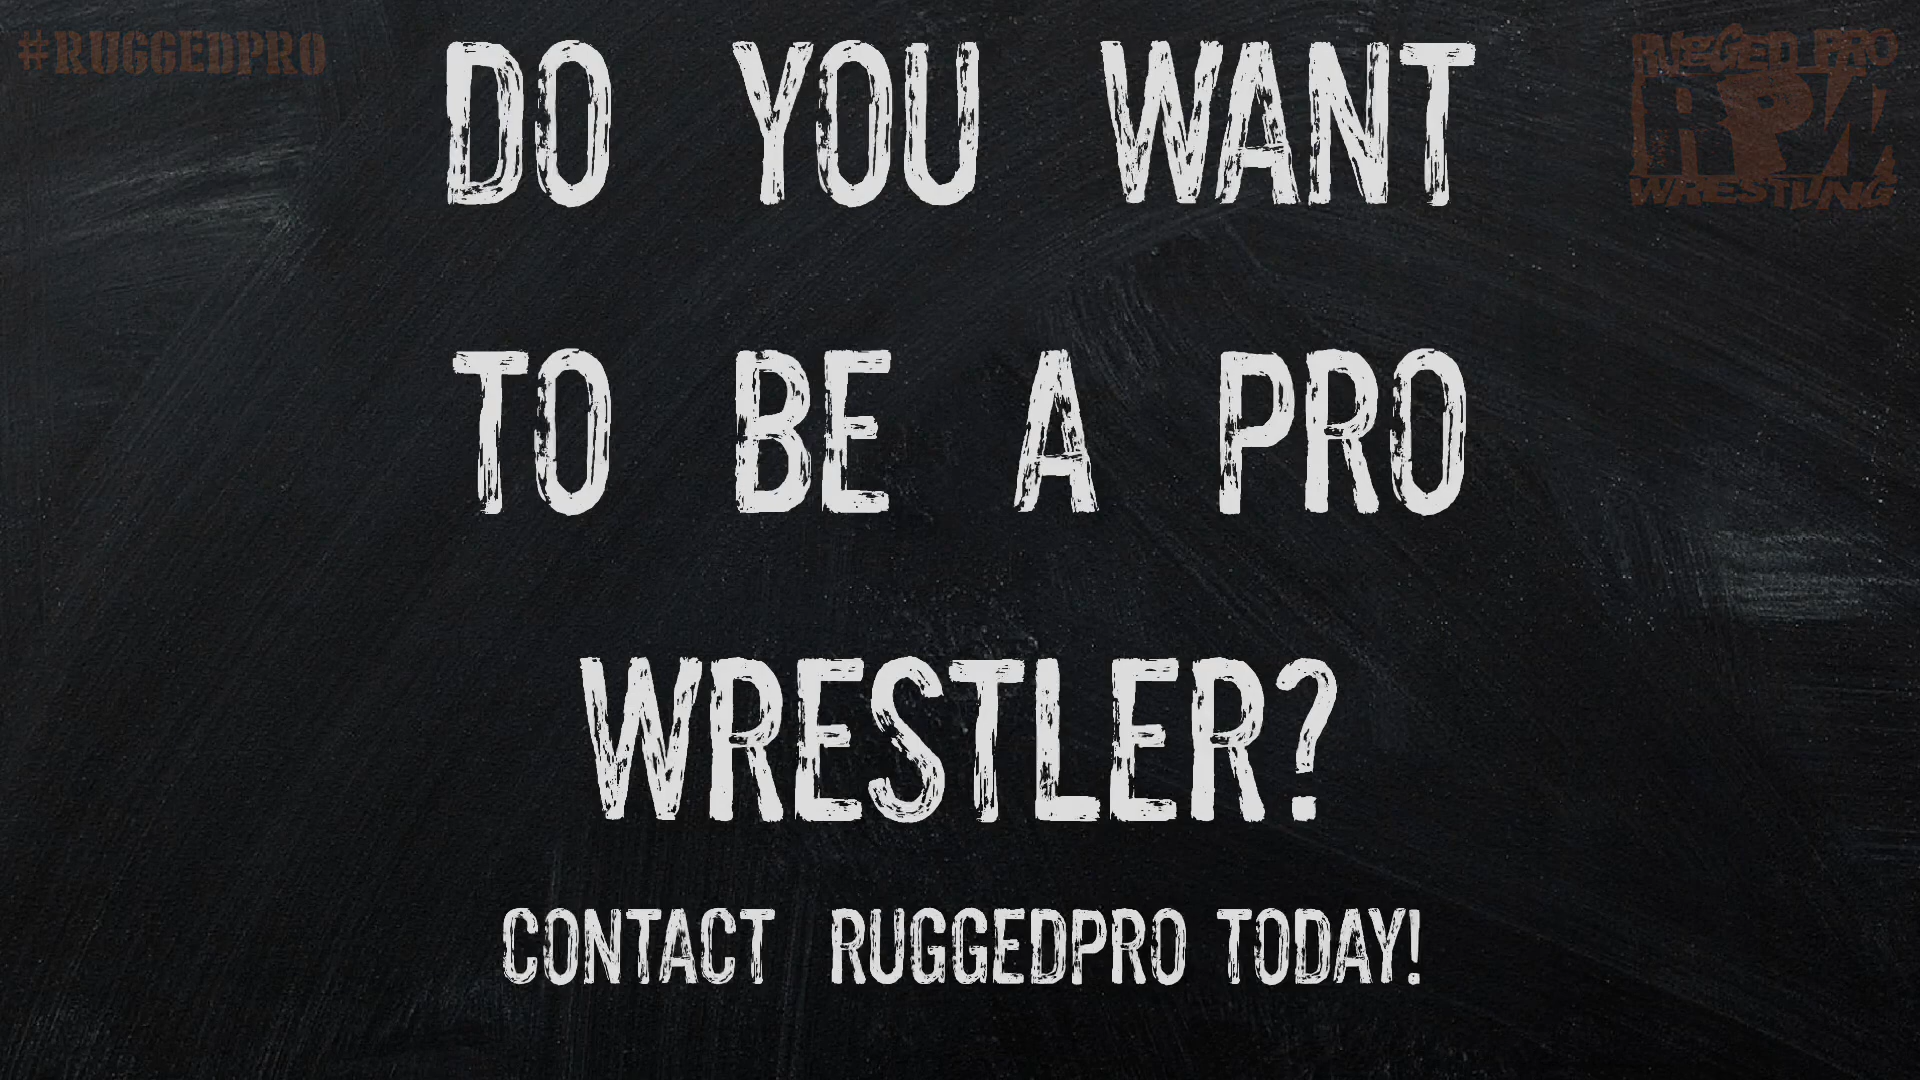 #RUGGEDPRO
RUGGED PRO
RPW
WRESTLING
DO YOU WANT
TO BE A PRO
WRESTLER?
CONTACT RUGGEDPRO TODAY!